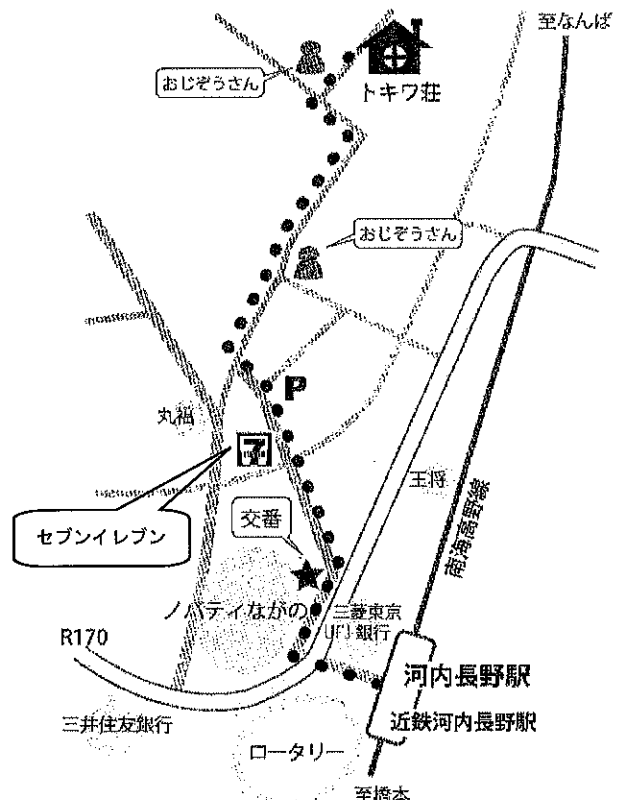 至なんば
おじぞうさん
トキワ荘
おじぞうさん
P
丸福
7
王将
セブンイレブン
交番
南海高野線
ノバティながの
三菱東京
UFJ銀行
R170
河内長野駅
近鉄河内長野駅
三井住友銀行
ロータリー
至橋本